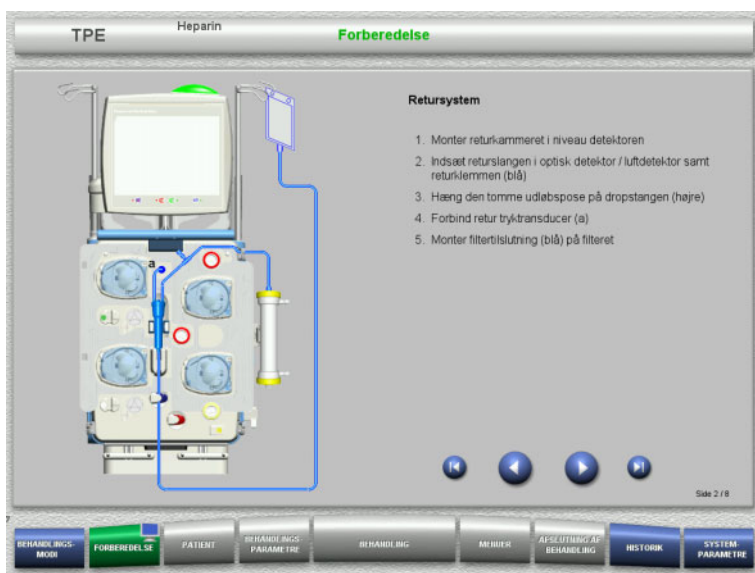 TPE
Heparin
Forberedelse
Retursystem
1. Monter returkammeret i niveau detektoren
2. Indsæt returslangen i optisk detektor / luftdetektor samt
returklemmen (blå)
3. Hæng den tomme udløbspose på dropstangen (højre)
4. Forbind retur tryktransducer (a)
5. Monter filtertilslutning (blå) på filteret
a
Side 2 / 8
BEHANDLINGS-
MODI
FORBEREDELSE
PATIENT
BEHANDLINGS-
PARAMETRE
BEHANDLING
MENUER
AFSLUTNING AF
BEHANDLING
HISTORIK
SYSTEM-
PARAMETRE